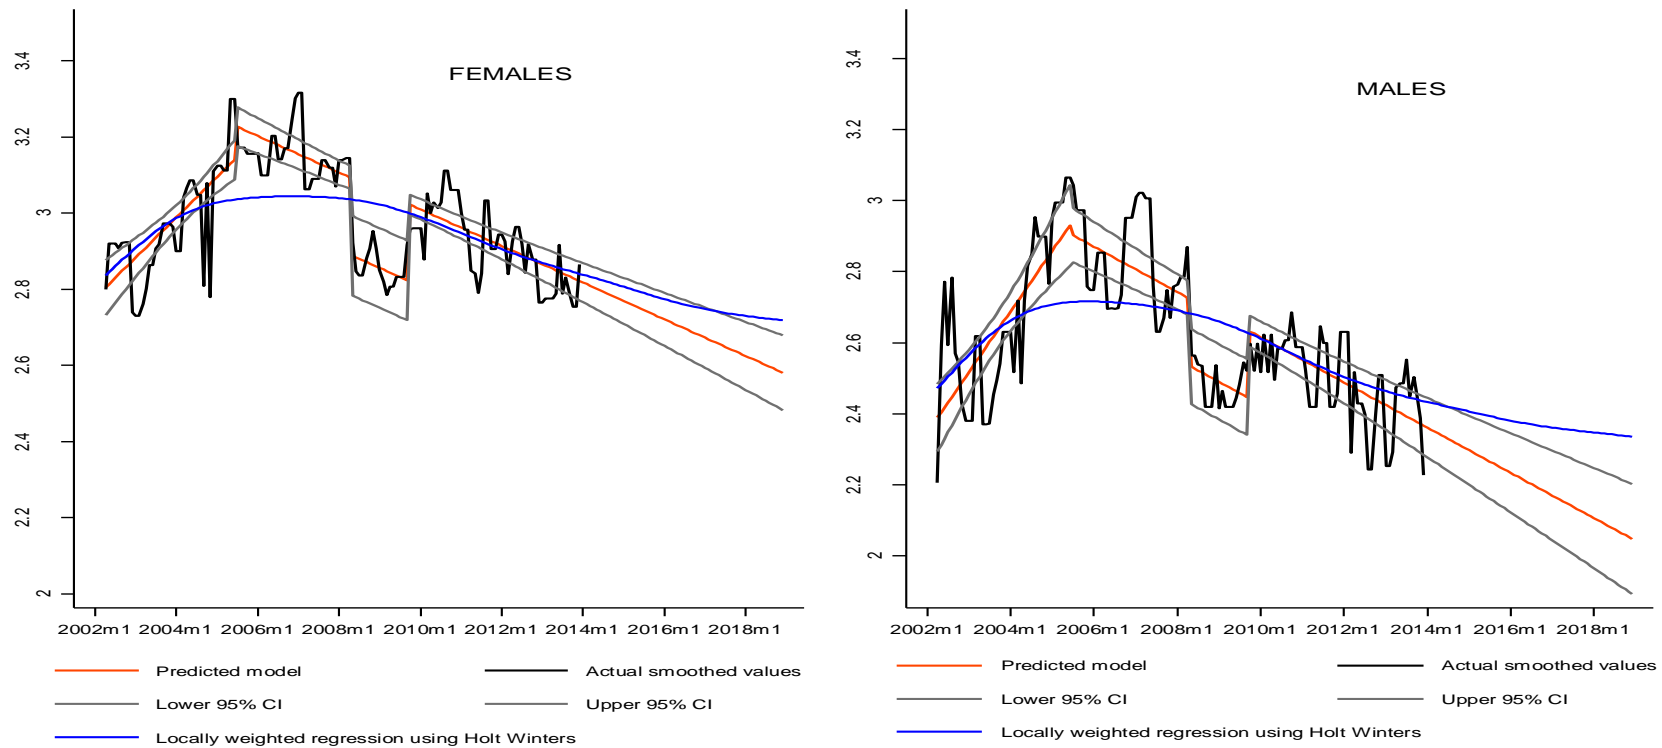 FEMALES
3.4
3.2
3
2.8
2.6
2.4
2.2
2
2002m1 2004m1 2006m1 2008m1 2010m1 2012m1 2014m1 2016m1 2018m1
Predicted model Actual smoothed values
Lower 95% CI Upper 95% CI
Locally weighted regression using Holt Winters
MALES
3.4
3.2
3
2.8
2.6
2.4
2.2
2
2002m1 2004m1 2006m1 2008m1 2010m1 2012m1 2014m1 2016m1 2018m1
Predicted model Actual smoothed values
Lower 95% CI Upper 95% CI
Locally weighted regression using Holt Winters